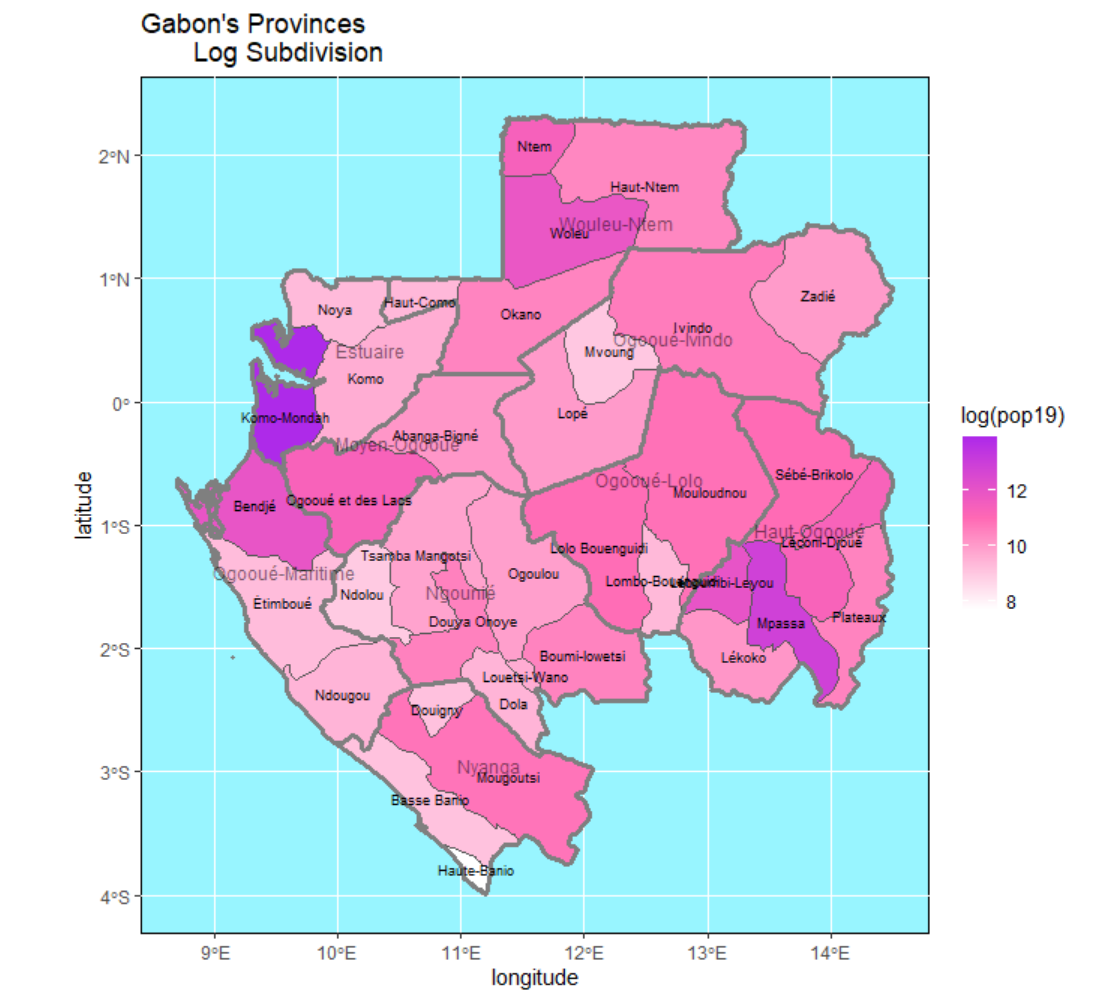 Gabon's Provinces
Log Subdivision
latitude
2°N
1°N
0°
1°S
2°S
3°S
4°S
Ntem
Haut-Ntem
Wouleu-Ntem
Woleu
Zadié
Noya
Haut-Como
Okano
Ivindo
Ogooué-Ivindo
Estuaire
Mvoung
Komo
Komo-Mondah
Lopé
Abanga-Bigné
Moyen-Ogooué
Sébé-Brikolo
Ogooué-Lolo
Mouloudnou
Bendjé
Ogooué et des Lacs
Haut-Ogooué
Léconi-Djoué
Lolo Bouenguidi
Tsamba Mangotsi
Ogooué-Maritime
Ogoulou
Lombo-Bouenguidi
-Leyou
Ndolou
Ngounié
Étimboué
Douya Onoye
Mpassa
Plateaux
Boumi-lowetsi
Lékoko
Louetsi-Wano
Ndougou
Dola
Douigny
Nyanga
Mougoutsi
Basse Banio
Haute-Banio
9°E
10°E
11°E
12°E
13°E
14°E
longitude
log(pop19)
12
10
8